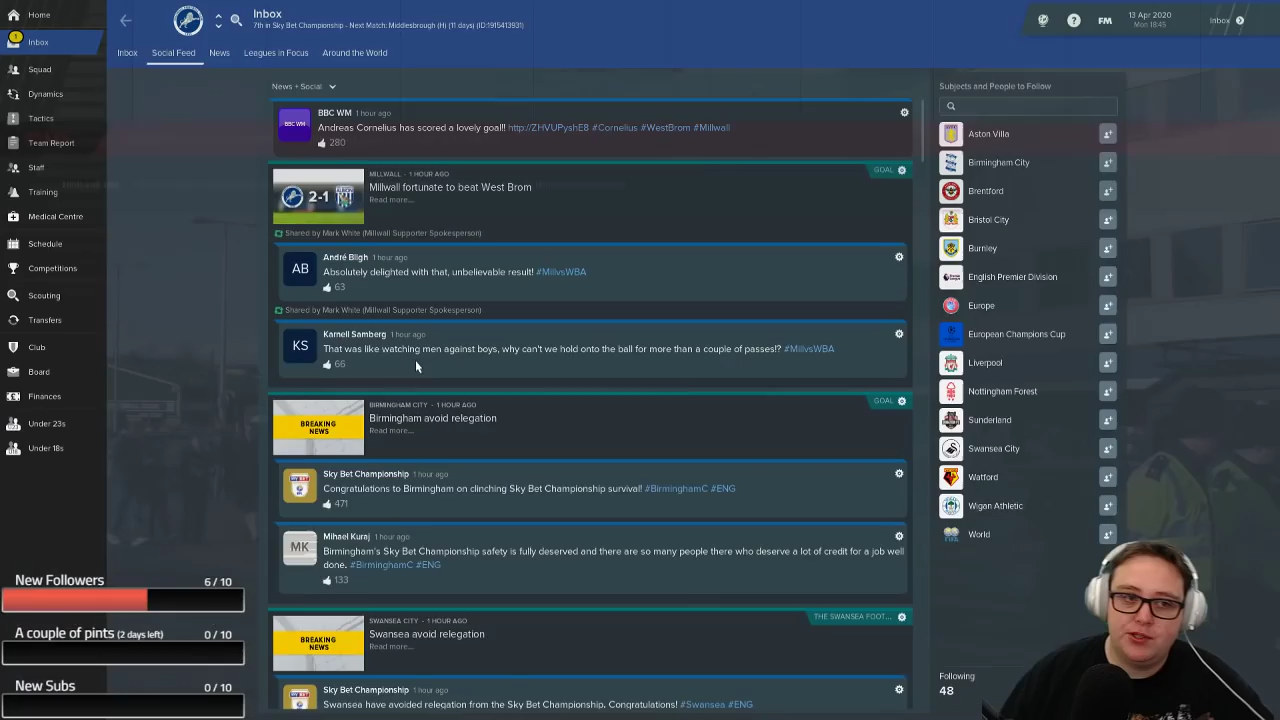 Home
1
Inbox
Squad
Dynamics
Tactics
Team Report
Staff
Training
Medical Centre
Schedule
Competitions
Scouting
Transfers
Club
Board
Finances
Under 23s
Under 18s
Inbox
7th in Sky Bet Championship - Next Match: Middlesbrough (H) (11 days) (ID:1915413931)
?
FM
13 Apr 2020
Mon 18:45
Inbox
Inbox
Social Feed
News
Leagues in Focus
Around the World
News + Social
BBC WM
BBC WM 1 hour ago
Andreas Cornelius has scored a lovely goal!! http://ZHVUPyshE8 #Cornelius #WestBrom #Millwall
280
GOAL
2-1
MILLWALL - 1 HOUR AGO
Millwall fortunate to beat West Brom
Read more...
Shared by Mark White (Millwall Supporter Spokesperson)
AB
André Bligh 1 hour ago
Absolutely delighted with that, unbelievable result! #MillvsWBA
63
Shared by Mark White (Millwall Supporter Spokesperson)
KS
Karnell Samberg 1 hour ago
That was like watching men against boys, why can't we hold onto the ball for more than a couple of passes!? #MillvsWBA
66
GOAL
BREAKING
NEWS
BIRMINGHAM CITY - 1 HOUR AGO
Birmingham avoid relegation
Read more...
SKY BET
Sky Bet Championship 1 hour ago
Congratulations to Birmingham on clinching Sky Bet Championship survival! #BirminghamC #ENG
471
MK
Mihael Kuraj 1 hour ago
Birmingham's Sky Bet Championship safety is fully deserved and there are so many people there who deserve a lot of credit for a job well
done. #BirminghamC #ENG
133
THE SWANSEA FOOT...
BREAKING
NEWS
SWANSEA CITY - 1 HOUR AGO
Swansea avoid relegation
Read more...
SKY BET
Sky Bet Championship 1 hour ago
Swansea have avoided relegation from the Sky Bet Championship. Congratulations! #Swansea #ENG
Subjects and People to Follow
Aston Villa
Birmingham City
Brentford
Bristol City
Burnley
English Premier Division
Europe
European Champions Cup
Liverpool
Nottingham Forest
Sunderland
Swansea City
Watford
Wigan Athletic
World
Following
48
New Followers 6 / 10
A couple of pints (2 days left) 0 / 10
New Subs 0 / 10